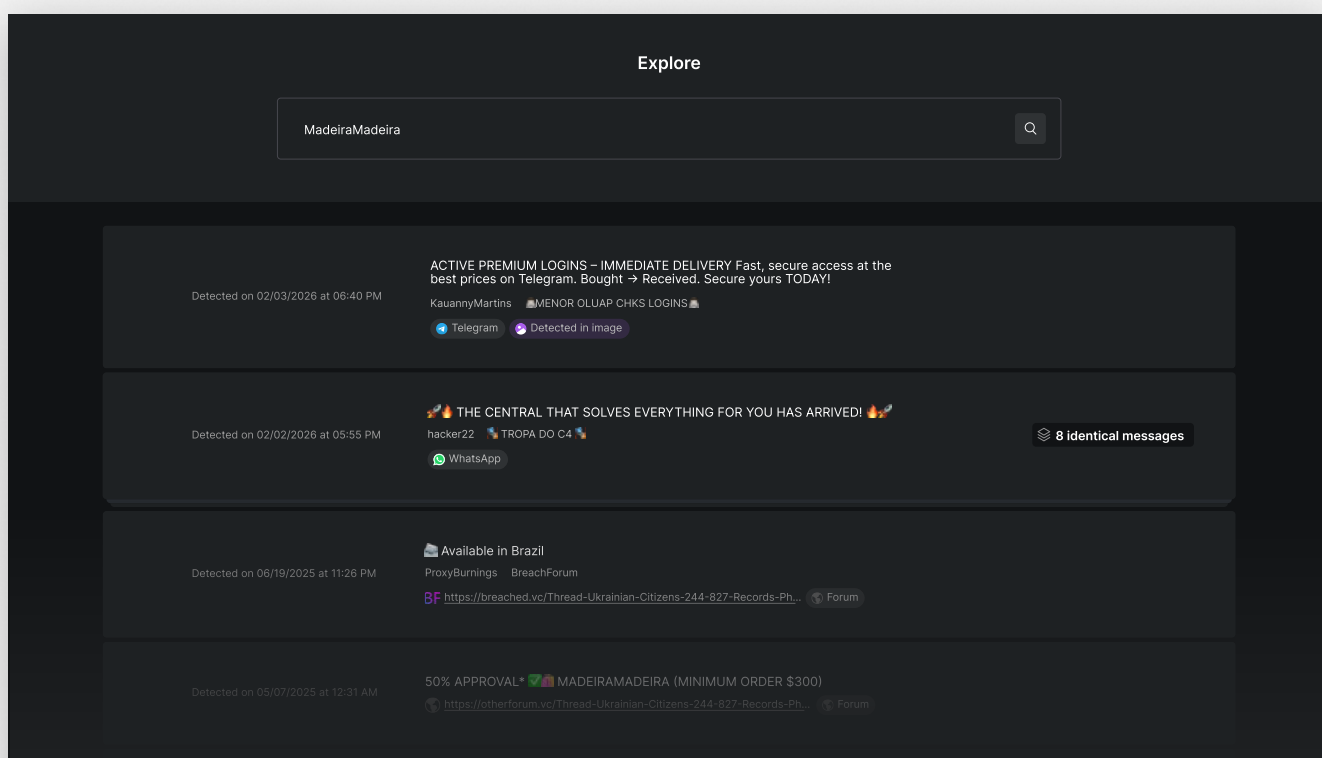 Explore
MadeiraMadeira
Detected on 02/03/2026 at 06:40 PM
ACTIVE PREMIUM LOGINS – IMMEDIATE DELIVERY Fast, secure access at the
best prices on Telegram. Bought → Received. Secure yours TODAY!
KauannyMartins MENOR OLUAP CHKS LOGINS
Telegram Detected in image
Detected on 02/02/2026 at 05:55 PM
🚀🔥 THE CENTRAL THAT SOLVES EVERYTHING FOR YOU HAS ARRIVED! 🔥🚀
hacker22 TROPA DO C4
WhatsApp
8 identical messages
Detected on 06/19/2025 at 11:26 PM
Available in Brazil
ProxyBurnings BreachForum
BF https://breached.vc/Thread-Ukrainian-Citizens-244-827-Records-Ph... Forum
Detected on 05/07/2025 at 12:31 AM
50% APPROVAL* ✅🛍️ MADEIRAMADEIRA (MINIMUM ORDER $300)
https://otherforum.vc/Thread-Ukrainian-Citizens-244-827-Records-Ph... Forum